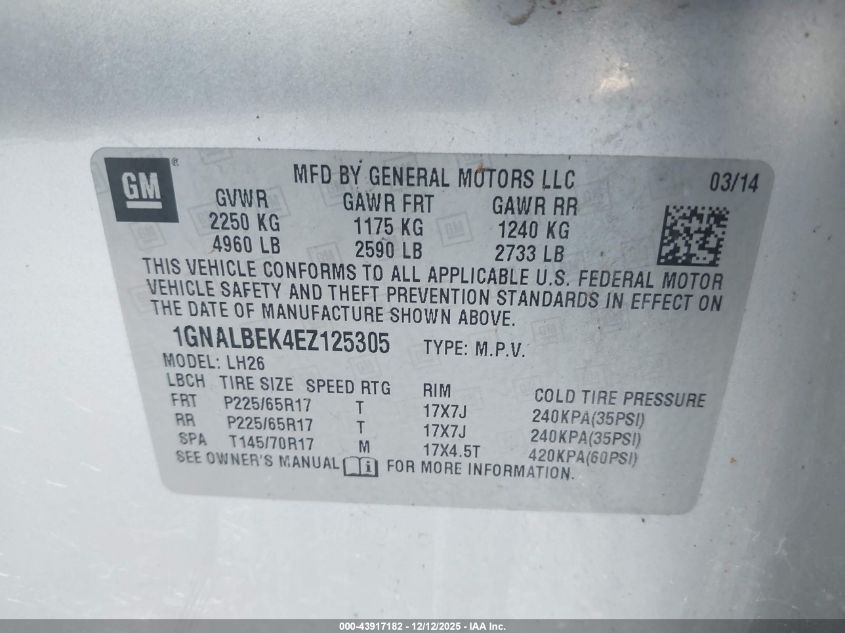 GM
®
MFD BY GENERAL MOTORS LLC 03/14
GVWR GAWR FRT GAWR RR
2250 KG 1175 KG 1240 KG
4960 LB 2590 LB 2733 LB
THIS VEHICLE CONFORMS TO ALL APPLICABLE U.S. FEDERAL MOTOR
VEHICLE SAFETY AND THEFT PREVENTION STANDARDS IN EFFECT ON
THE DATE OF MANUFACTURE SHOWN ABOVE.
1GNALBEK4EZ125305 TYPE: M.P.V.
MODEL: LH26
LBCH TIRE SIZE SPEED RTG RIM COLD TIRE PRESSURE
FRT P225/65R17 T 17X7J 240KPA(35PSI)
RR P225/65R17 T 17X7J 240KPA(35PSI)
SPA T145/70R17 M 17X4.5T 420KPA(60PSI)
SEE OWNER'S MANUAL FOR MORE INFORMATION.
000-43917182 - 12/12/2025 - IAA Inc.